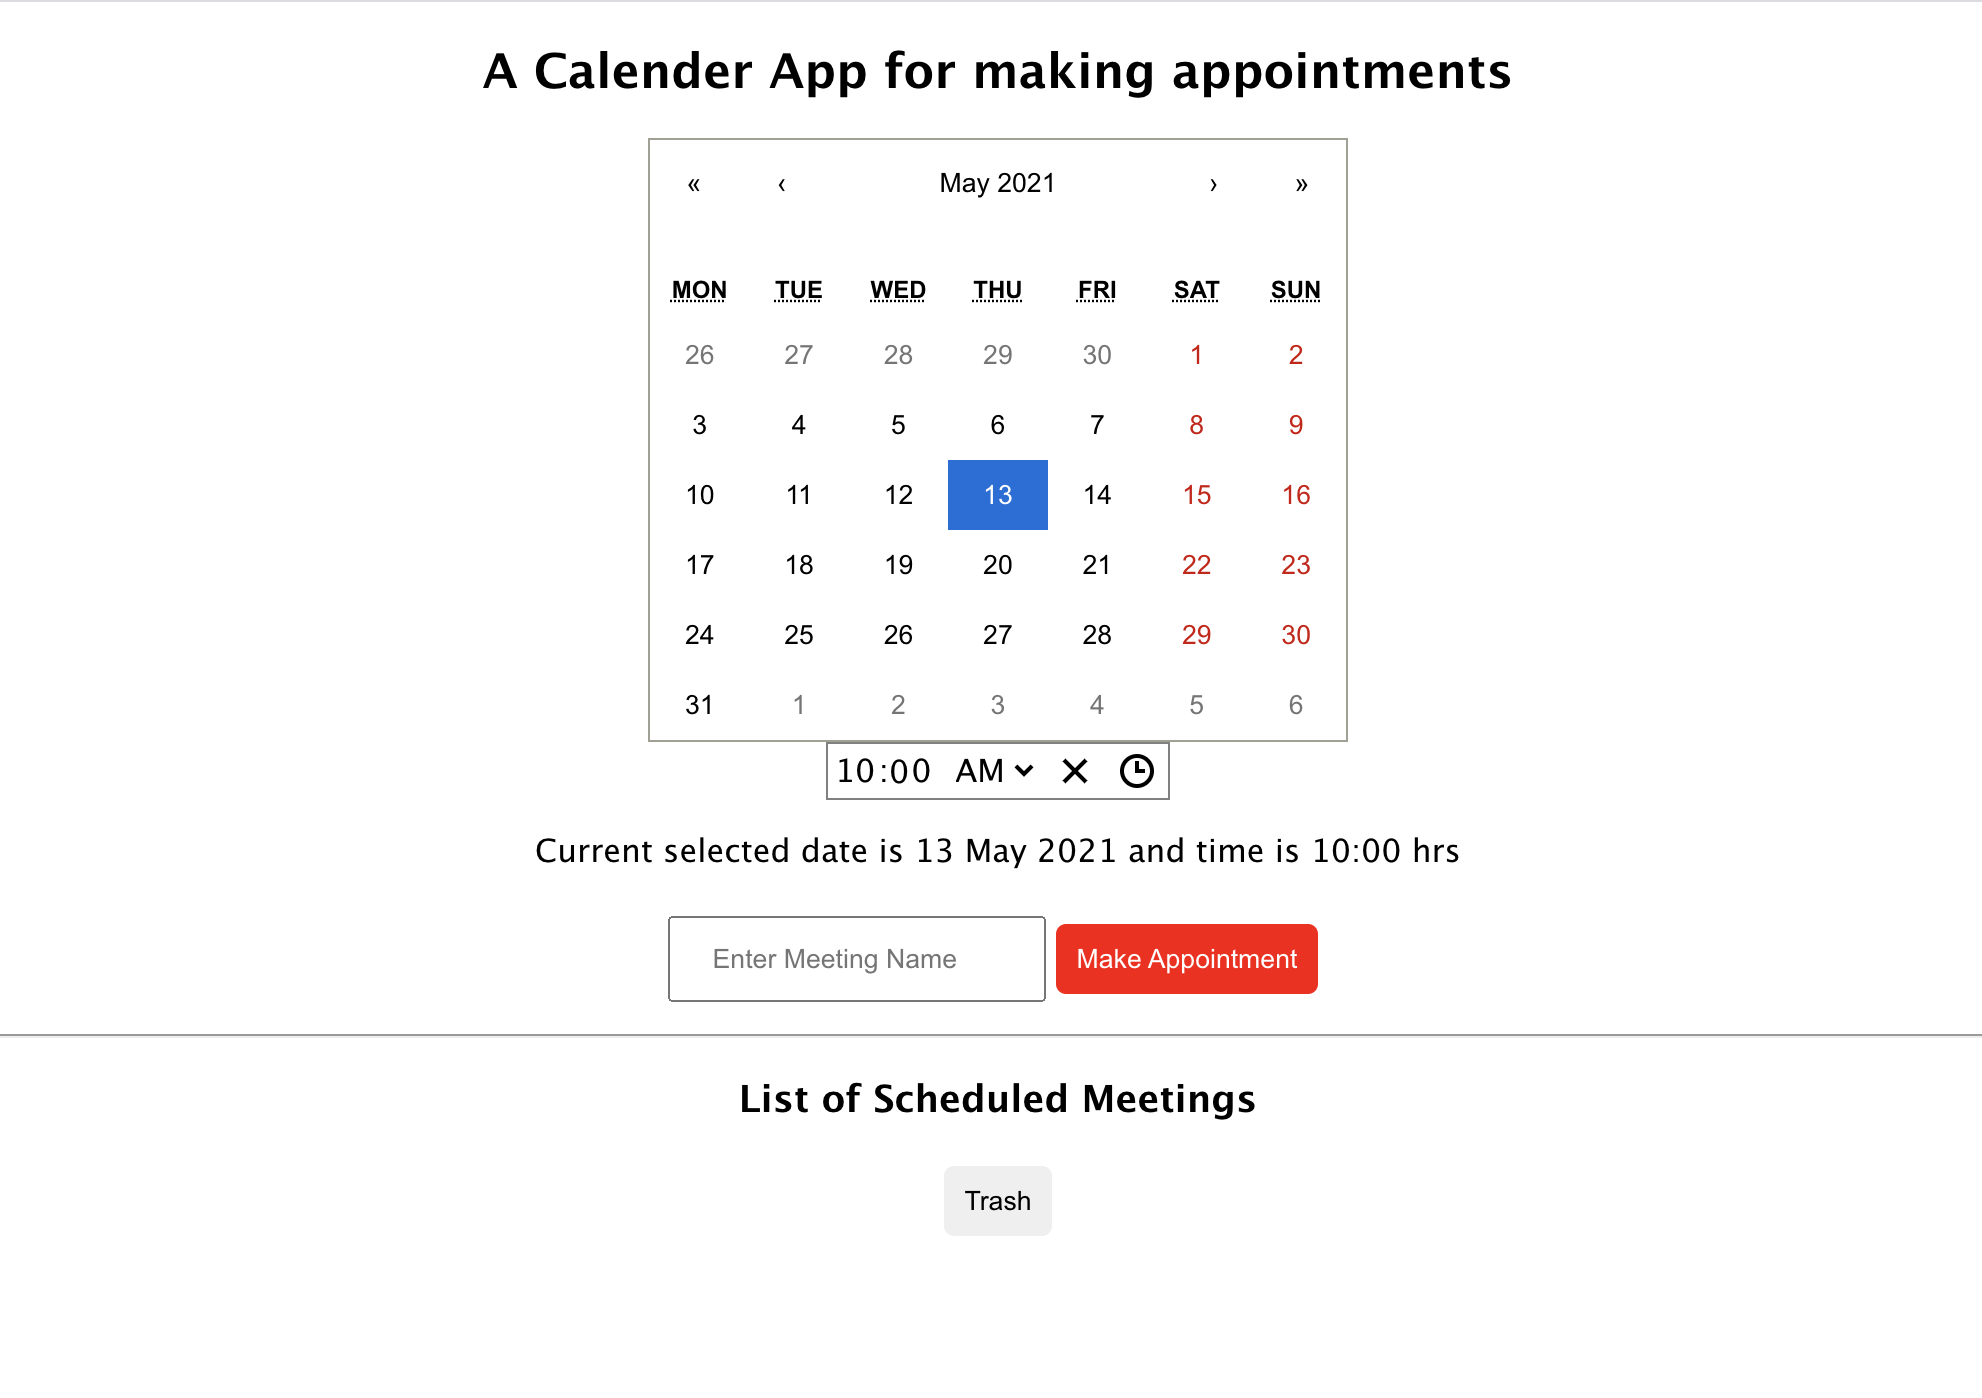 A Calender App for making appointments
« ‹ May 2021 › »
MON TUE WED THU FRI SAT SUN
26 27 28 29 30 1 2
3 4 5 6 7 8 9
10 11 12 13 14 15 16
17 18 19 20 21 22 23
24 25 26 27 28 29 30
31 1 2 3 4 5 6
10:00 AM
Current selected date is 13 May 2021 and time is 10:00 hrs
Enter Meeting Name Make Appointment
List of Scheduled Meetings
Trash